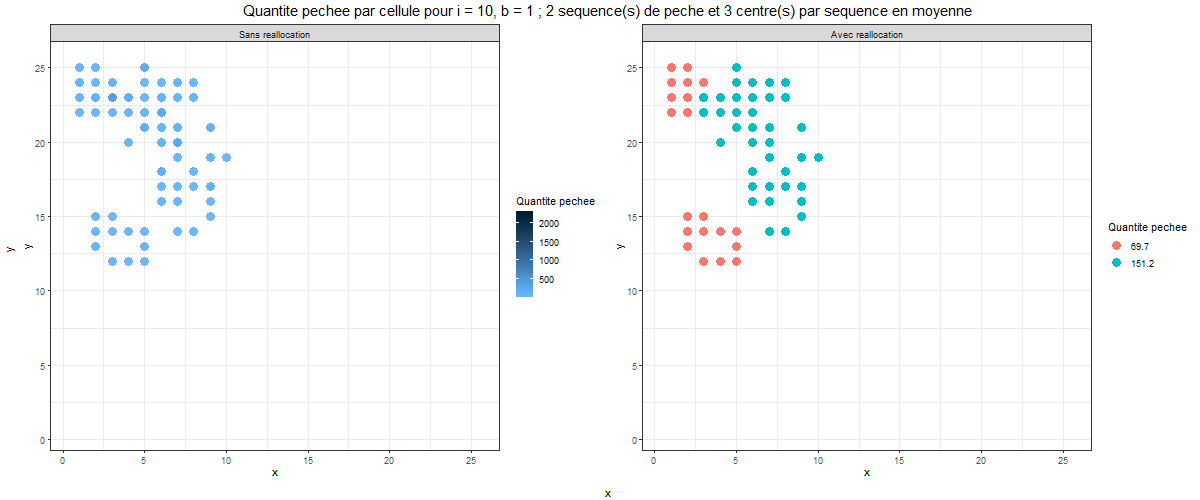 Quantite pechee par cellule pour i = 10, b = 1 ; 2 sequence(s) de peche et 3 centre(s) par sequence en moyenne
Sans reallocation
25
20
15
10
5
0
y
y
0 5 10 15 20 25
x
Quantite pechee
2000
1500
1000
500
Avec reallocation
25
20
15
10
5
0
y
0 5 10 15 20 25
x
Quantite pechee
69.7
151.2
x